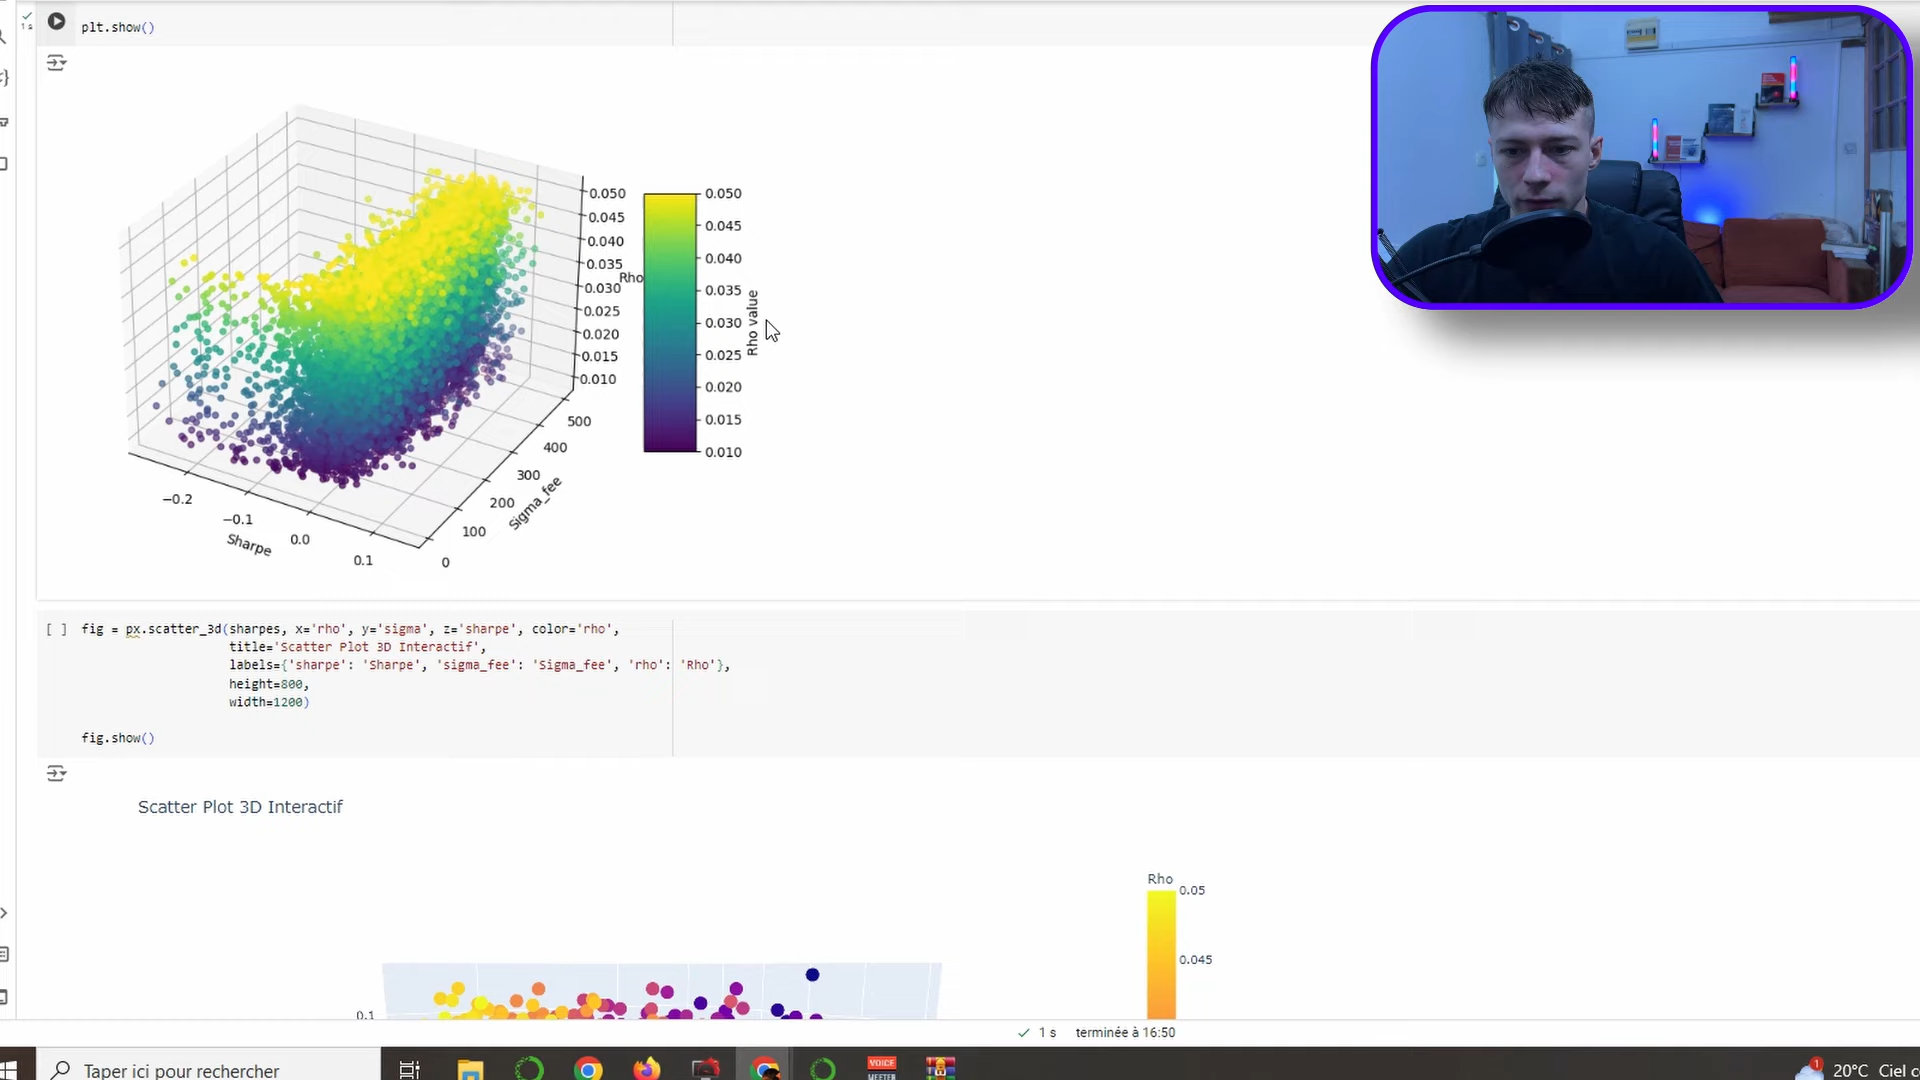 1 s
plt.show()
0.050
0.045
0.040
0.035
0.030
0.025
0.020
0.015
0.010
Rho
0.050
0.045
0.040
0.035
0.030
0.025
0.020
0.015
0.010
Rho value
500
400
300
200
100
0
Sigma_fee
−0.2
−0.1
0.0
0.1
Sharpe
[ ] fig = px.scatter_3d(sharpes, x='rho', y='sigma', z='sharpe', color='rho',
title='Scatter Plot 3D Interactif',
labels={'sharpe': 'Sharpe', 'sigma_fee': 'Sigma_fee', 'rho': 'Rho'},
height=800,
width=1200)
fig.show()
Scatter Plot 3D Interactif
Rho
0.05
0.045
0.1
1 s terminée à 16:50
Taper ici pour rechercher
VOICE
MEETER
1
20°C Ciel c